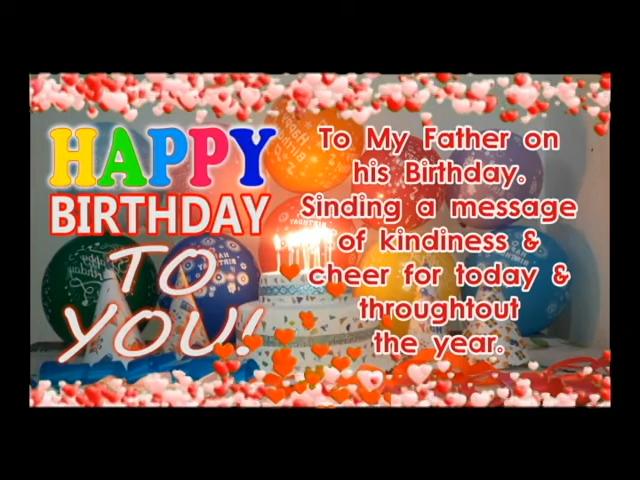 HAPPY
BIRTHDAY
TO
YOU!
To My Father on
his Birthday.
Sinding a message
of kindiness &
cheer for today &
throughtout
the year.